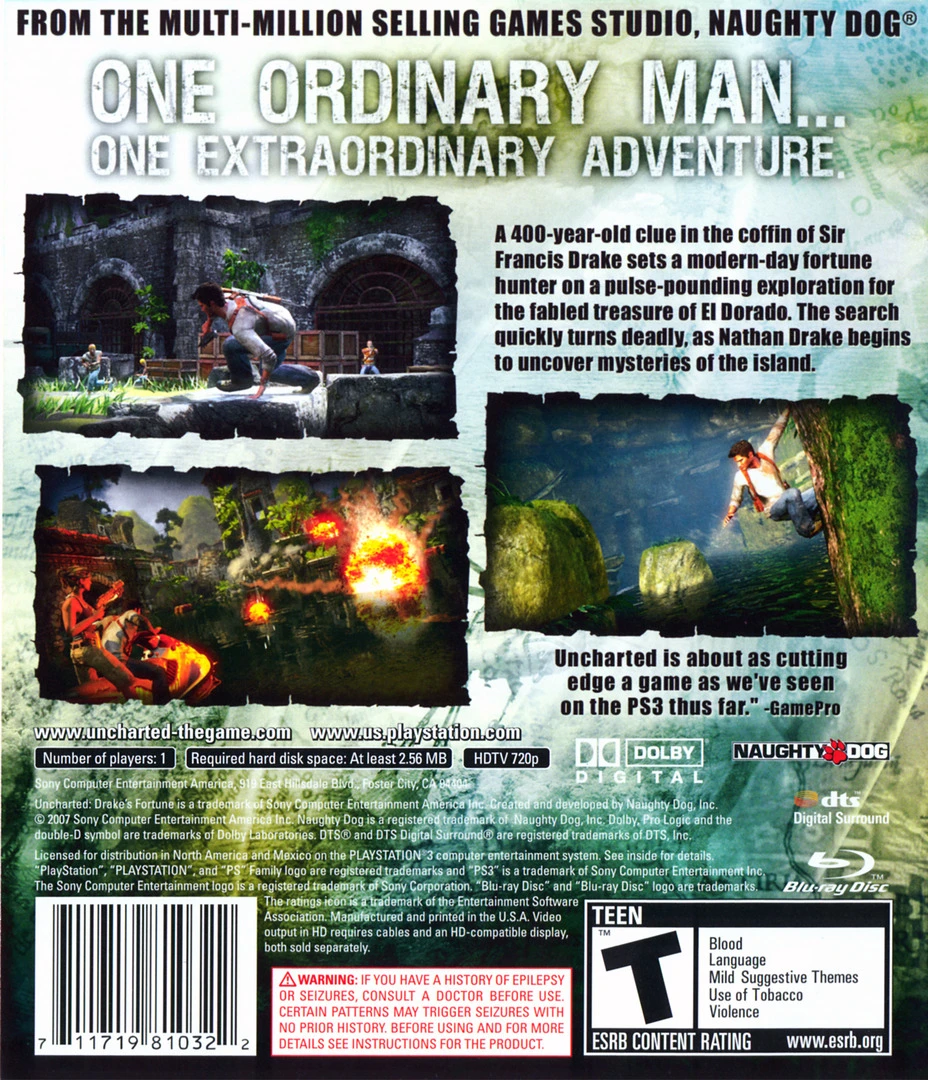 FROM THE MULTI-MILLION SELLING GAMES STUDIO, NAUGHTY DOG®
ONE ORDINARY MAN...
ONE EXTRAORDINARY ADVENTURE.
A 400-year-old clue in the coffin of Sir
Francis Drake sets a modern-day fortune
hunter on a pulse-pounding exploration for
the fabled treasure of El Dorado. The search
quickly turns deadly, as Nathan Drake begins
to uncover mysteries of the island.
Uncharted is about as cutting
edge a game as we've seen
on the PS3 thus far." -GamePro
www.uncharted-thegame.com www.us.playstation.com
Number of players: 1 Required hard disk space: At least 2.56 MB HDTV 720p
DOLBY
DIGITAL
NAUGHTY DOG
Sony Computer Entertainment America, 919 East Hillsdale Blvd., Foster City, CA 94404
Uncharted: Drake's Fortune is a trademark of Sony Computer Entertainment America Inc. Created and developed by Naughty Dog, Inc.
© 2007 Sony Computer Entertainment America Inc. Naughty Dog is a registered trademark of Naughty Dog, Inc. Dolby, Pro Logic and the
double-D symbol are trademarks of Dolby Laboratories. DTS® and DTS Digital Surround® are registered trademarks of DTS, Inc.
dts™
Digital Surround
Licensed for distribution in North America and Mexico on the PLAYSTATION 3 computer entertainment system. See inside for details.
"PlayStation", "PLAYSTATION", and "PS" Family logo are registered trademarks and "PS3" is a trademark of Sony Computer Entertainment Inc.
The Sony Computer Entertainment logo is a registered trademark of Sony Corporation. "Blu-ray Disc" and "Blu-ray Disc" logo are trademarks.
Blu-ray Disc™
The ratings icon is a trademark of the Entertainment Software
Association. Manufactured and printed in the U.S.A. Video
output in HD requires cables and an HD-compatible display,
both sold separately.
WARNING: IF YOU HAVE A HISTORY OF EPILEPSY
OR SEIZURES, CONSULT A DOCTOR BEFORE USE.
CERTAIN PATTERNS MAY TRIGGER SEIZURES WITH
NO PRIOR HISTORY. BEFORE USING AND FOR MORE
DETAILS SEE INSTRUCTIONS FOR THE PRODUCT.
7 11719 81032 2
TEEN
T™
Blood
Language
Mild Suggestive Themes
Use of Tobacco
Violence
ESRB CONTENT RATING www.esrb.org